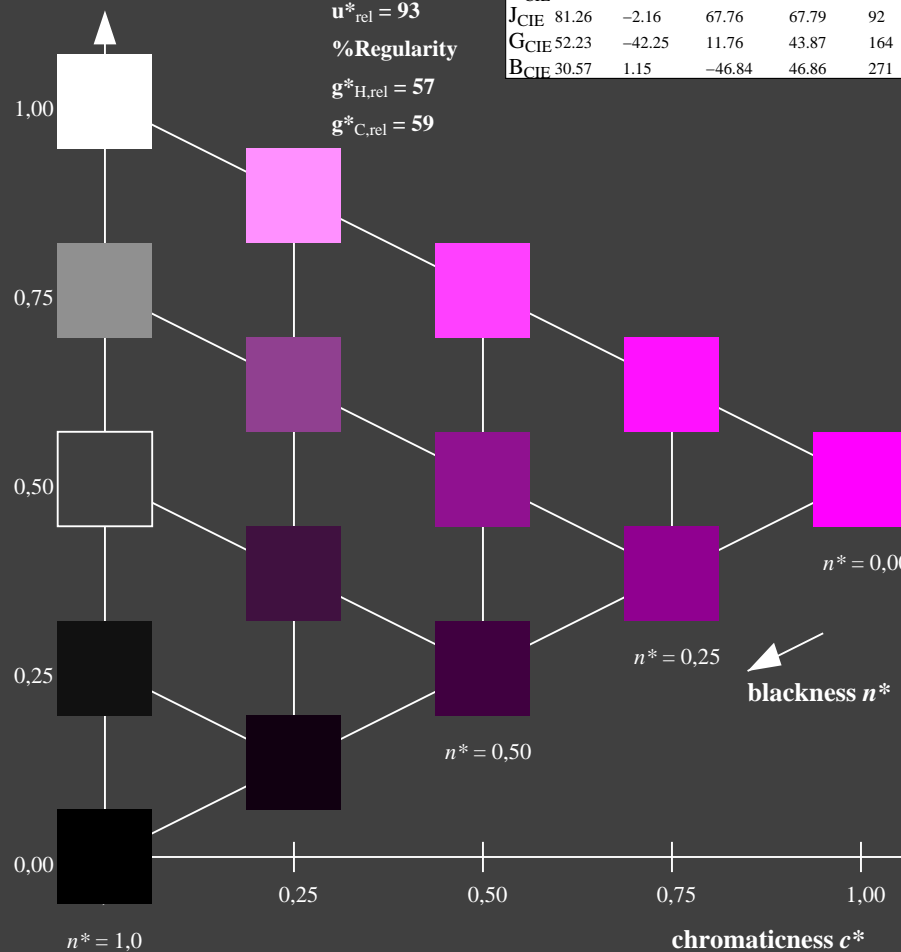 u*rel = 93
%Regularity
g*H,rel = 57
g*C,rel = 59
JCIE 81.26 −2.16 67.76 67.79 92
GCIE 52.23 −42.25 11.76 43.87 164
BCIE 30.57 1.15 −46.84 46.86 271
1,00
0,75
0,50
n* = 0,00
0,25
n* = 0,25
blackness n*
n* = 0,50
0,00
0,25 0,50 0,75 1,00
n* = 1,0
chromaticness c*